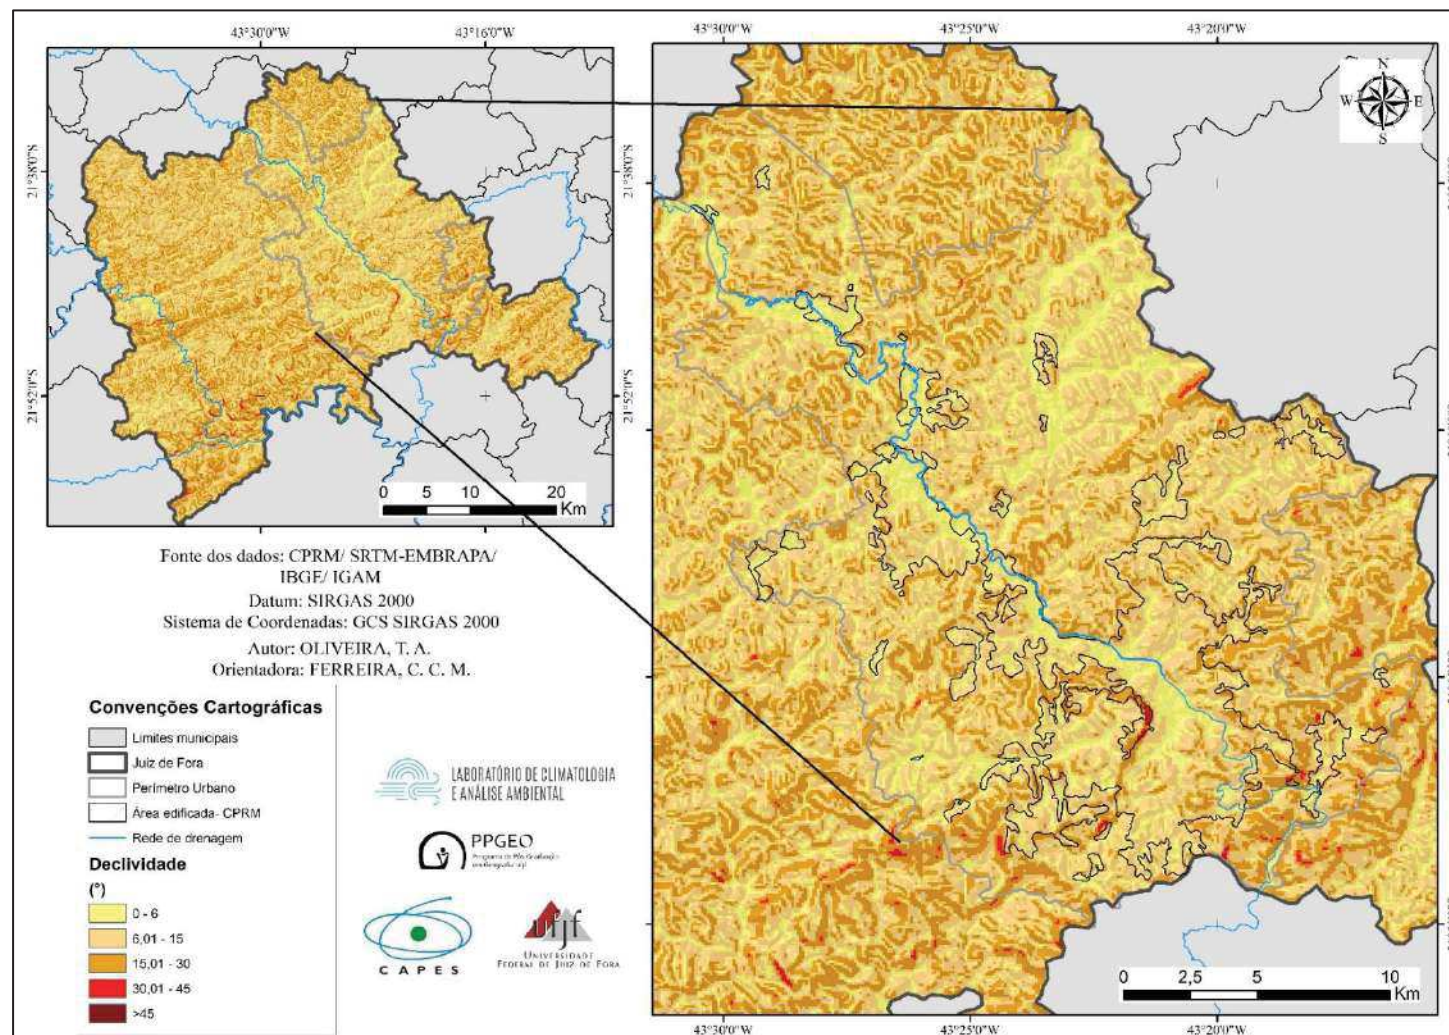 43°30'0"W 43°16'0"W
21°38'0"S
21°52'0"S
0 5 10 20
Km
Fonte dos dados: CPRM/ SRTM-EMBRAPA/
IBGE/ IGAM
Datum: SIRGAS 2000
Sistema de Coordenadas: GCS SIRGAS 2000
Autor: OLIVEIRA, T. A.
Orientadora: FERREIRA, C. C. M.
Convenções Cartográficas
Limites municipais
Juiz de Fora
Perímetro Urbano
Área edificada- CPRM
Rede de drenagem
Declividade
(°)
0 - 6
6,01 - 15
15,01 - 30
30,01 - 45
>45
LABORATÓRIO DE CLIMATOLOGIA
E ANÁLISE AMBIENTAL
PPGEO
Programa de Pós-Graduação
CAPES
ufjf
UNIVERSIDADE
FEDERAL DE JUIZ DE FORA
43°30'0"W 43°25'0"W 43°20'0"W
N
W E
S
0 2,5 5 10
Km
43°30'0"W 43°25'0"W 43°20'0"W